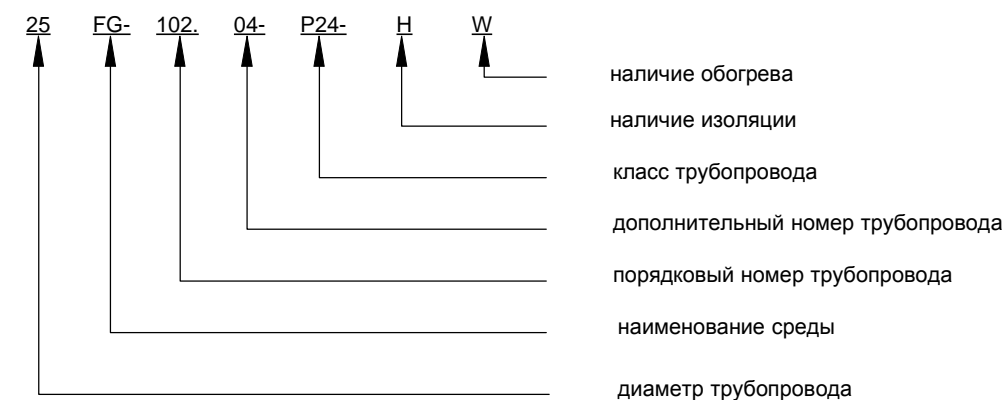 25 FG- 102. 04- P24- H W
наличие обогрева
наличие изоляции
класс трубопровода
дополнительный номер трубопровода
порядковый номер трубопровода
наименование среды
диаметр трубопровода